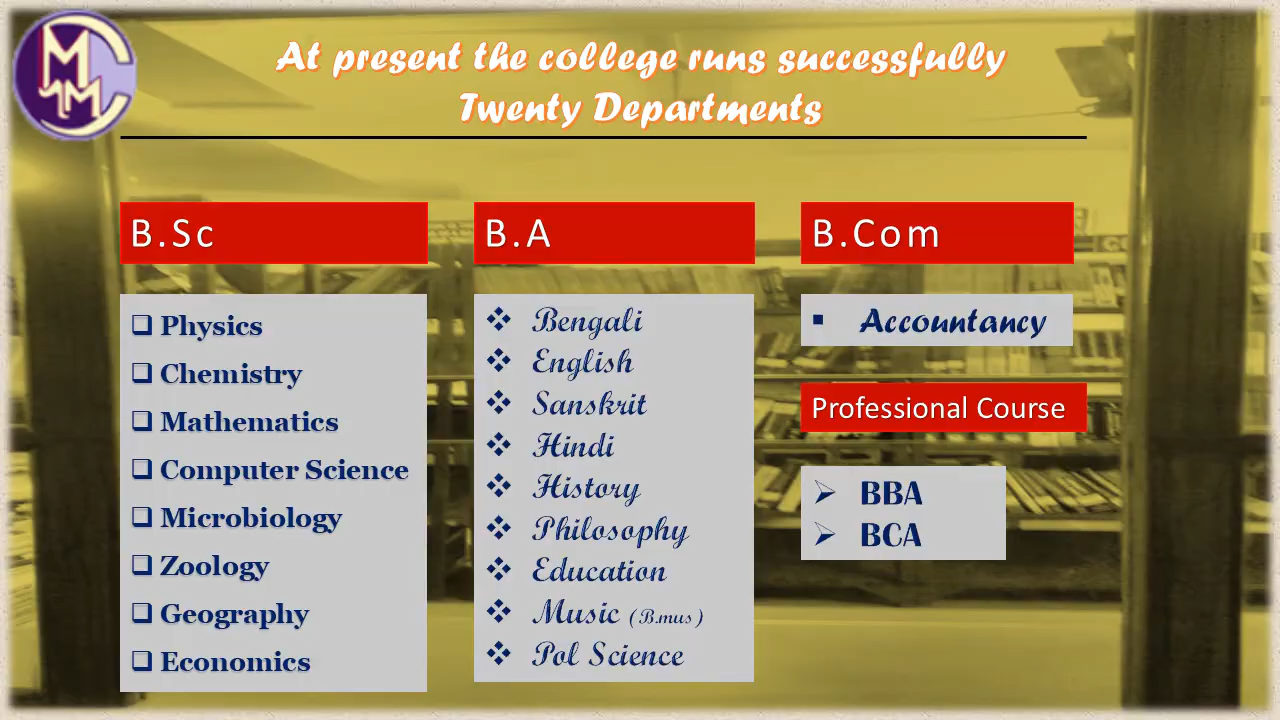 At present the college runs successfully
Twenty Departments
B.Sc
Physics
Chemistry
Mathematics
Computer Science
Microbiology
Zoology
Geography
Economics
B.A
Bengali
English
Sanskrit
Hindi
History
Philosophy
Education
Music (B.mus)
Pol Science
B.Com
Accountancy
Professional Course
BBA
BCA